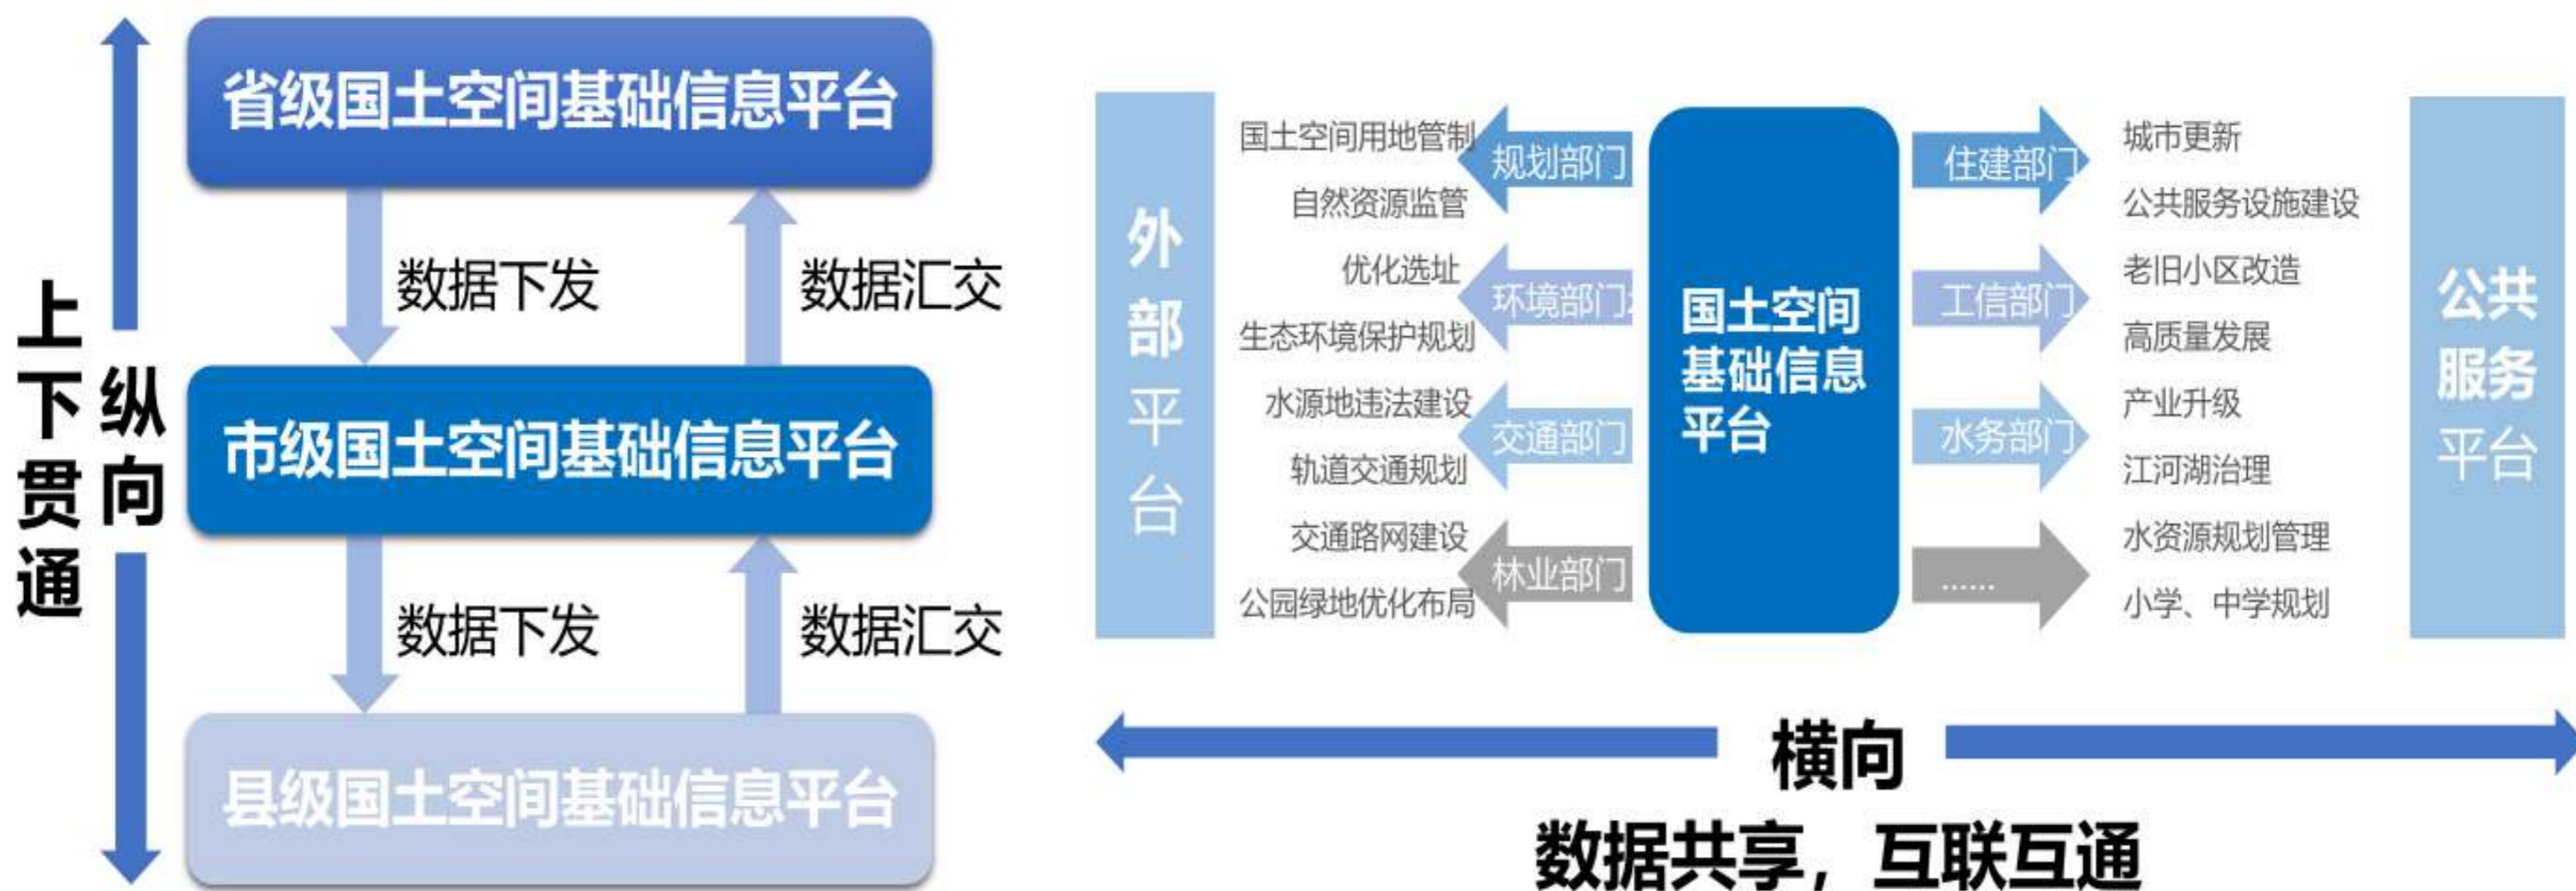 上下贯通
纵向
省级国土空间基础信息平台
数据下发
数据汇交
市级国土空间基础信息平台
数据下发
数据汇交
县级国土空间基础信息平台
外部平台
国土空间用地管制
自然资源监管
优化选址
生态环境保护规划
水源地违法建设
轨道交通规划
交通路网建设
公园绿地优化布局
规划部门
环境部门
交通部门
林业部门
国土空间
基础信息
平台
住建部门
工信部门
水务部门
......
城市更新
公共服务设施建设
老旧小区改造
高质量发展
产业升级
江河湖治理
水资源规划管理
小学、中学规划
公共
服务
平台
横向
数据共享，互联互通